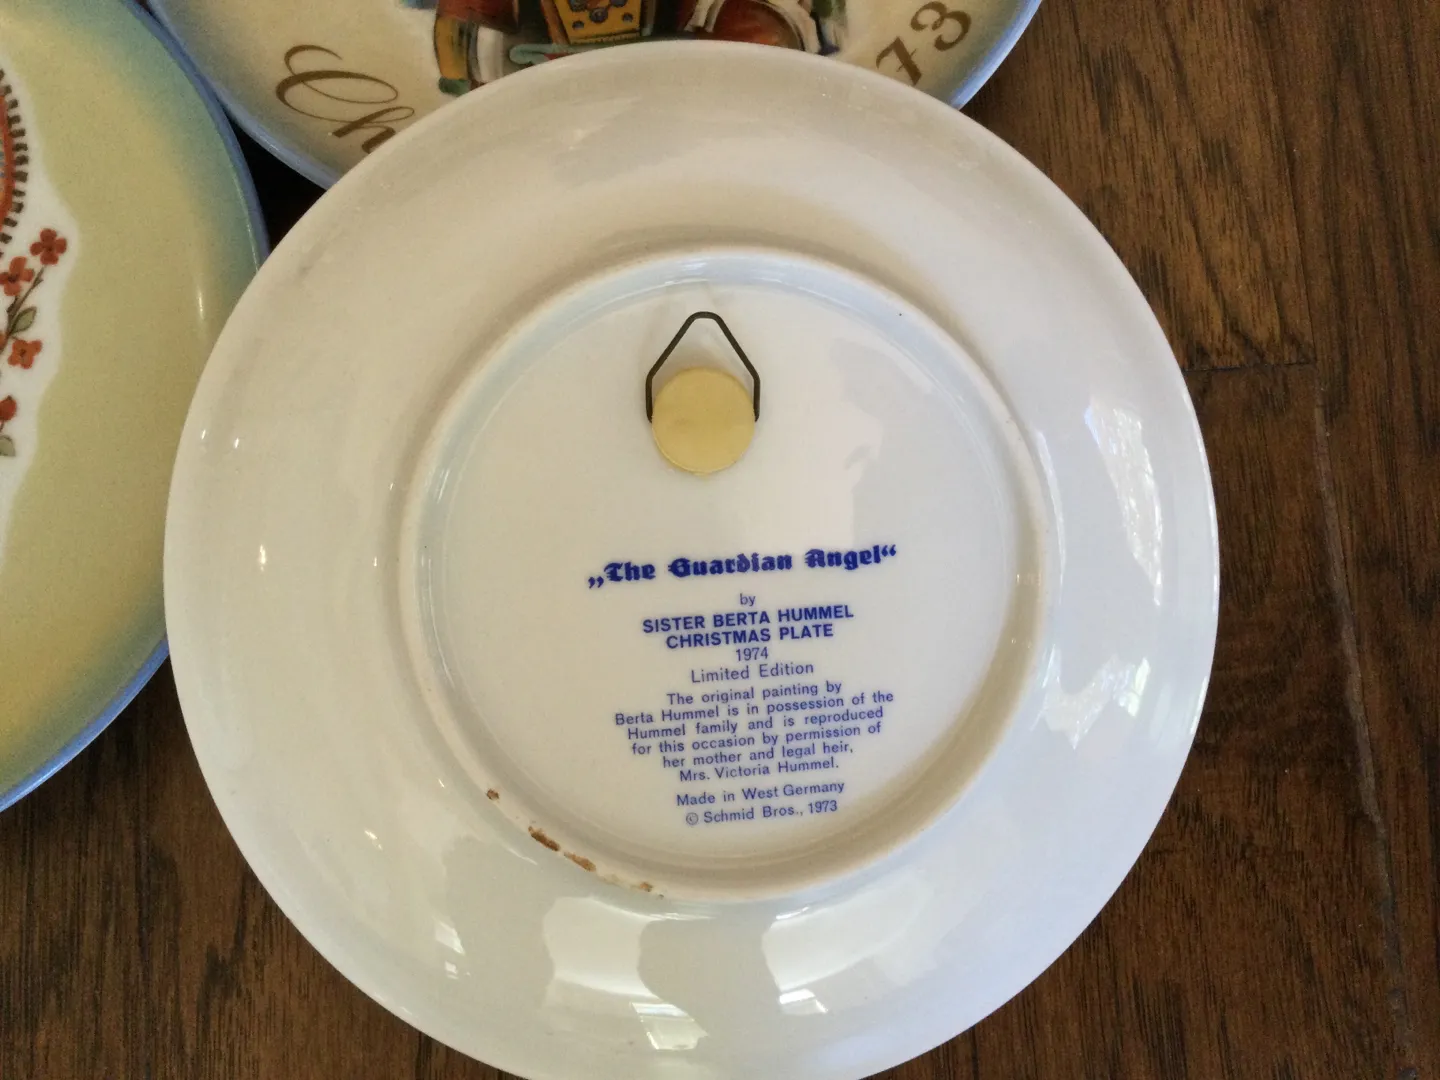 Ch
73
„The Guardian Angel“
by
SISTER BERTA HUMMEL
CHRISTMAS PLATE
1974
Limited Edition
The original painting by
Berta Hummel is in possession of the
Hummel family and is reproduced
for this occasion by permission of
her mother and legal heir,
Mrs. Victoria Hummel.
Made in West Germany
© Schmid Bros., 1973